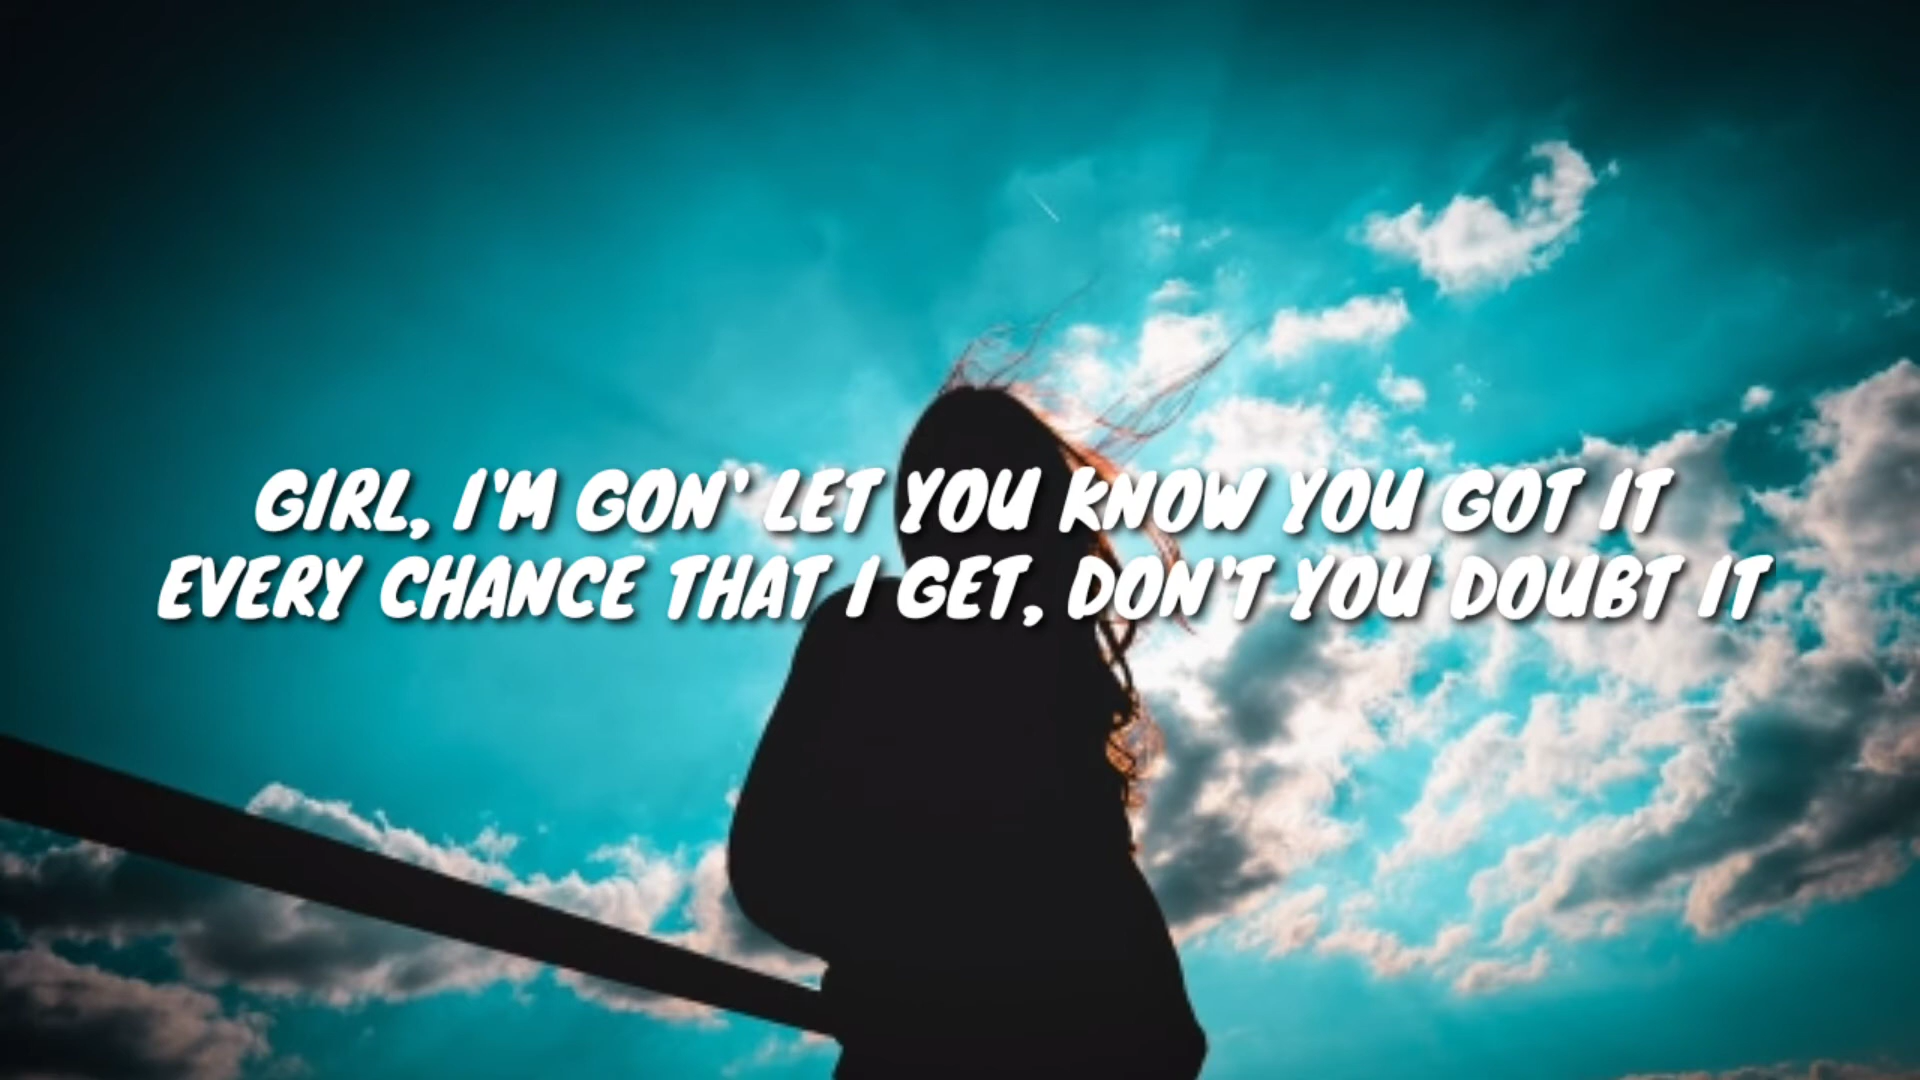 GIRL, I'M GON' LET YOU KNOW YOU GOT IT
EVERY CHANCE THAT I GET, DON'T YOU DOUBT IT